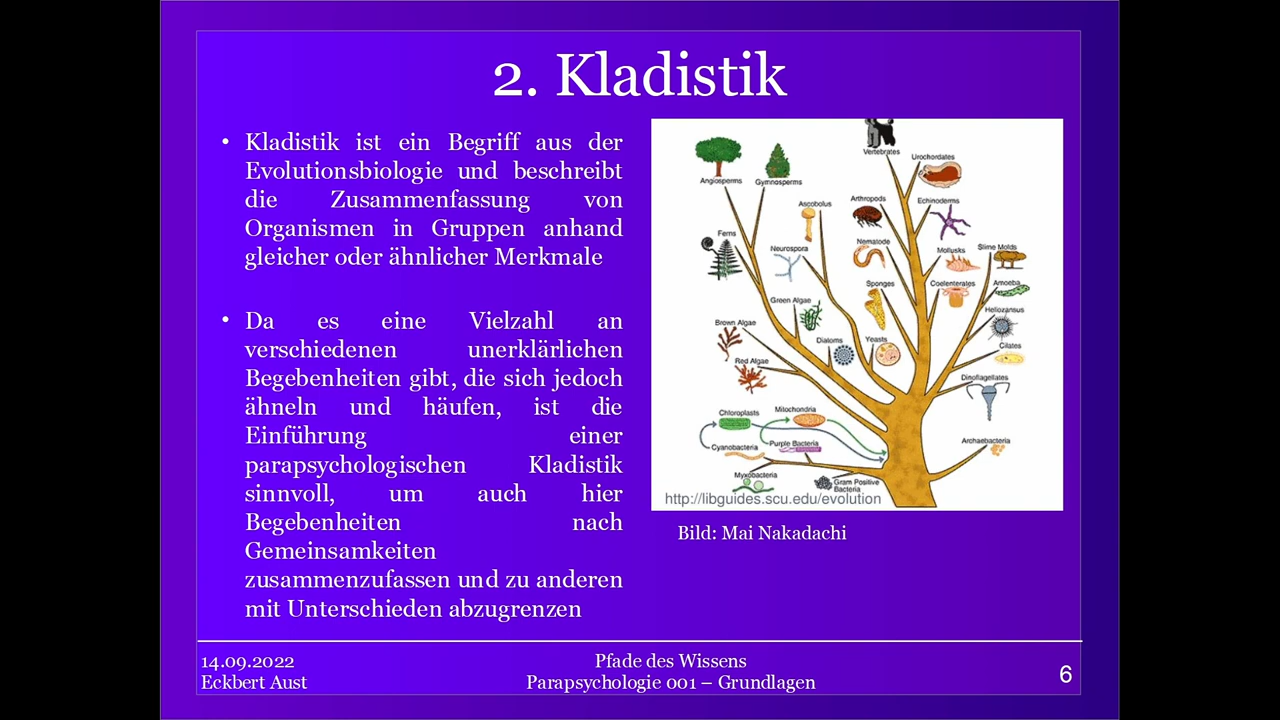 2. Kladistik
• Kladistik ist ein Begriff aus der
Evolutionsbiologie und beschreibt
die Zusammenfassung von
Organismen in Gruppen anhand
gleicher oder ähnlicher Merkmale
• Da es eine Vielzahl an
verschiedenen unerklärlichen
Begebenheiten gibt, die sich jedoch
ähneln und häufen, ist die
Einführung einer
parapsychologischen Kladistik
sinnvoll, um auch hier
Begebenheiten nach
Gemeinsamkeiten
zusammenzufassen und zu anderen
mit Unterschieden abzugrenzen
Vertebrates
Urochordates
Angiosperms
Gymnosperms
Ascobolus
Arthropods
Echinoderms
Ferns
Neurospora
Nematode
Mollusks
Slime Molds
Sponges
Coelenterates
Amoeba
Green Algae
Heliozansus
Brown Algae
Diatoms
Yeasts
Ciliates
Red Algae
Dinoflagellates
Chloroplasts
Mitochondria
Cyanobacteria
Purple Bacteria
Archaebacteria
Myxobacteria
Gram Positive
Bacteria
http://libguides.scu.edu/evolution
Bild: Mai Nakadachi
14.09.2022
Eckbert Aust
Pfade des Wissens
Parapsychologie 001 – Grundlagen
6